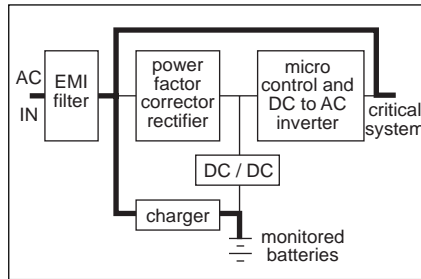 AC
IN
EMI
filter
power
factor
corrector
rectifier
micro
control and
DC to AC
inverter
critical
system
DC / DC
charger
monitored
batteries